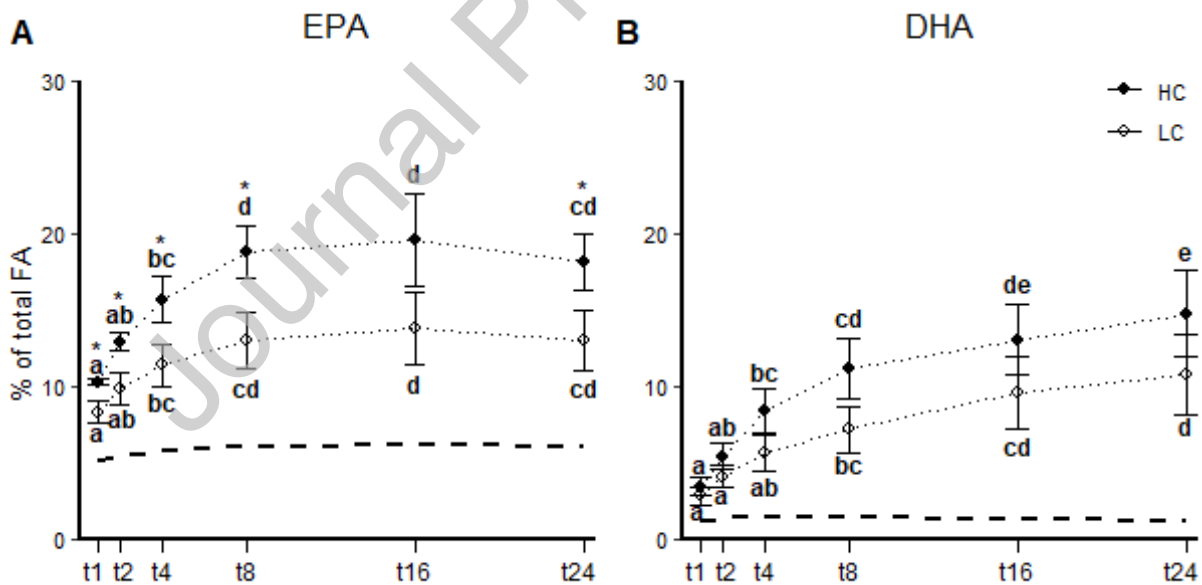 A
EPA
B
DHA
Journal Pr
% of total FA
30
20
10
0
*
a
*
ab
*
bc
*
d
d
*
cd
a
ab
bc
cd
d
cd
t1
t2
t4
t8
t16
t24
30
20
10
0
HC
LC
a
ab
bc
cd
de
e
a
a
ab
bc
cd
d
t1
t2
t4
t8
t16
t24